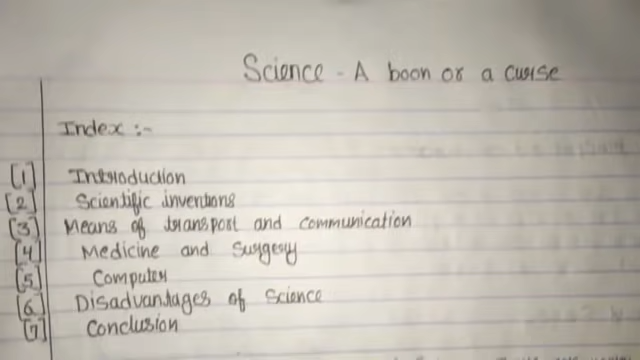 Science - A boon or a curse
Index :-
[1] Introduction
[2] Scientific inventions
[3] Means of transport and communication
[4] Medicine and Surgery
[5] Computer
[6] Disadvantages of Science
[7] Conclusion